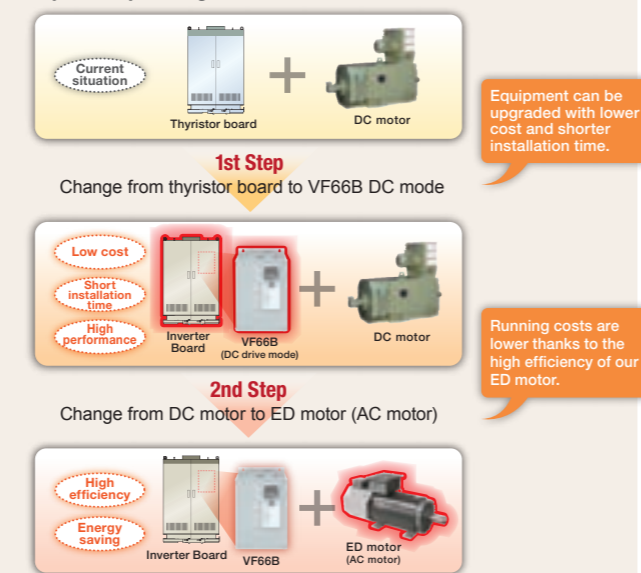 Current
situation
Thyristor board
DC motor
Equipment can be
upgraded with lower
cost and shorter
installation time.
1st Step
Change from thyristor board to VF66B DC mode
Low cost
Short
installation
time
High
performance
Inverter
Board
VF66B
(DC drive mode)
DC motor
Running costs are
lower thanks to the
high efficiency of our
ED motor.
2nd Step
Change from DC motor to ED motor (AC motor)
High
efficiency
Energy
saving
Inverter Board
VF66B
ED motor
(AC motor)